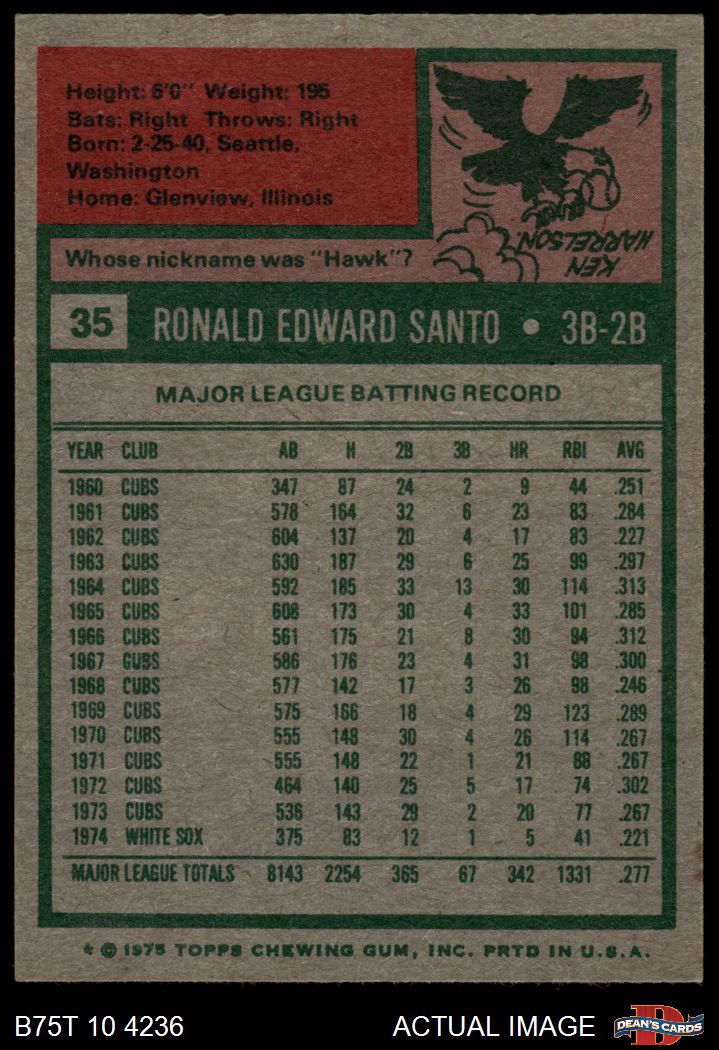 Height: 6'0" Weight: 195
Bats: Right Throws: Right
Born: 2-25-40, Seattle,
Washington
Home: Glenview, Illinois
Whose nickname was "Hawk"?
KEN
HARRELSON.
35 RONALD EDWARD SANTO • 3B-2B
MAJOR LEAGUE BATTING RECORD
YEAR CLUB AB H 2B 3B HR RBI AVG
1960 CUBS 347 87 24 2 9 44 .251
1961 CUBS 578 164 32 6 23 83 .284
1962 CUBS 604 137 20 4 17 83 .227
1963 CUBS 630 187 29 6 25 99 .297
1964 CUBS 592 185 33 13 30 114 .313
1965 CUBS 608 173 30 4 33 101 .285
1966 CUBS 561 175 21 8 30 94 .312
1967 CUBS 586 176 23 4 31 98 .300
1968 CUBS 577 142 17 3 26 98 .246
1969 CUBS 575 166 18 4 29 123 .289
1970 CUBS 555 148 30 4 26 114 .267
1971 CUBS 555 148 22 1 21 88 .267
1972 CUBS 464 140 25 5 17 74 .302
1973 CUBS 536 143 29 2 20 77 .267
1974 WHITE SOX 375 83 12 1 5 41 .221
MAJOR LEAGUE TOTALS 8143 2254 365 67 342 1331 .277
* © 1975 TOPPS CHEWING GUM, INC. PRTD IN U.S.A.
B75T 10 4236 ACTUAL IMAGE DEAN'S CARDS